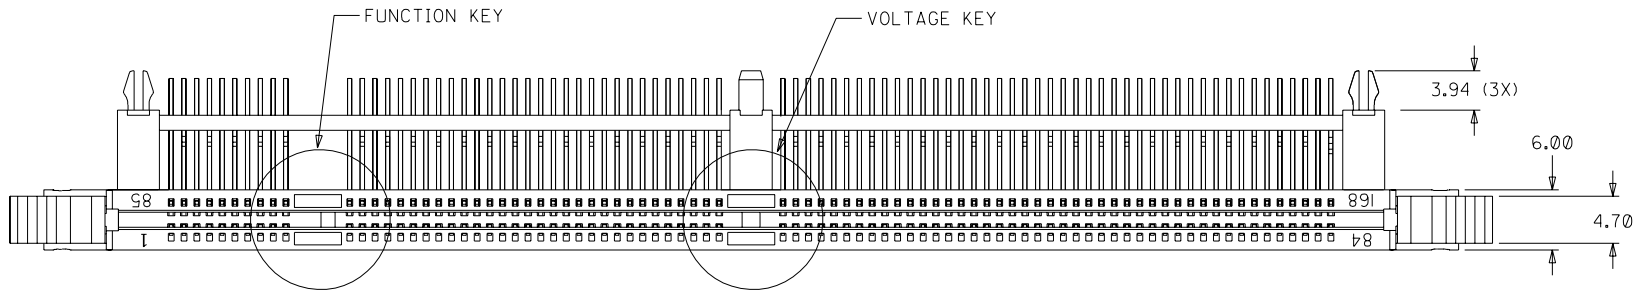 FUNCTION KEY
VOLTAGE KEY
3.94 (3X)
6.00
4.70
85
168
1
84